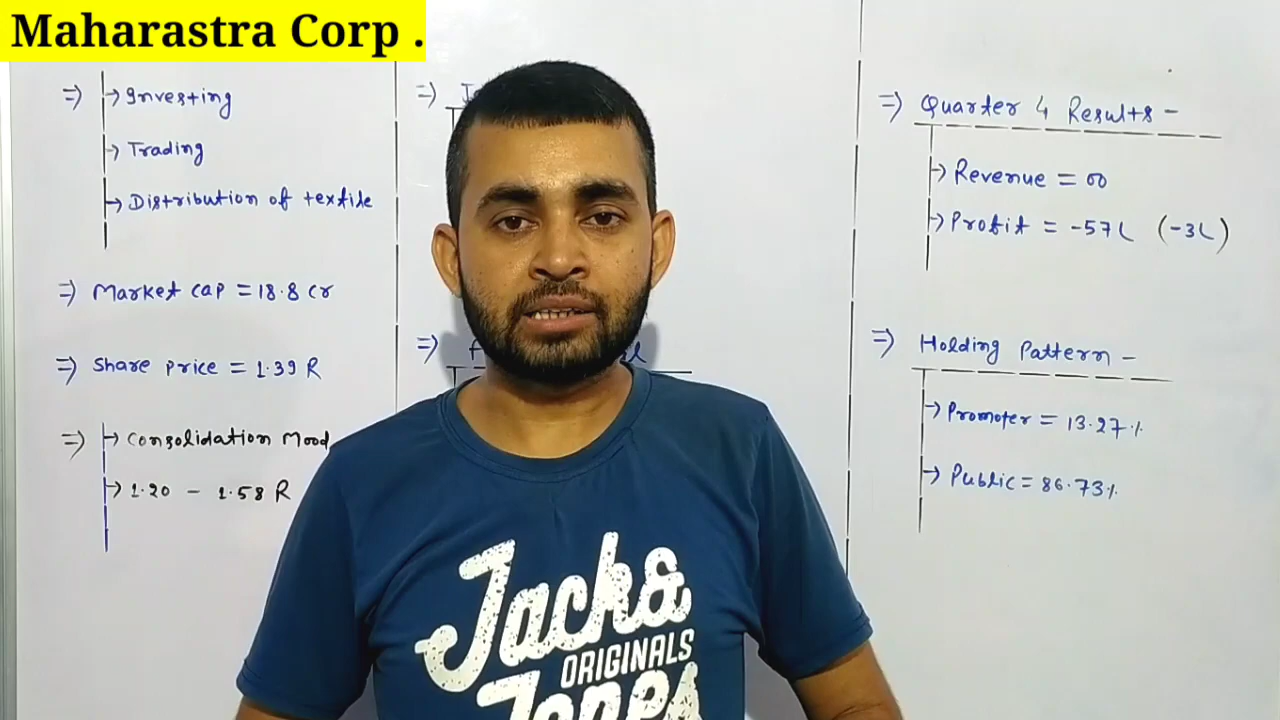 Maharastra Corp .
=> → Investing
→ Trading
→ Distribution of textile
=> Market cap = 18.8 cr
=> Share price = 1.39 R
=> → Consolidation Mood
→ 1.20 - 1.58 R
=>
=>
=> Quarter 4 Results -
→ Revenue = 00
→ Profit = -57L (-3L)
=> Holding Pattern -
→ Promoter = 13.27%
→ Public = 86.73%
Jack&
ORIGINALS
Jones